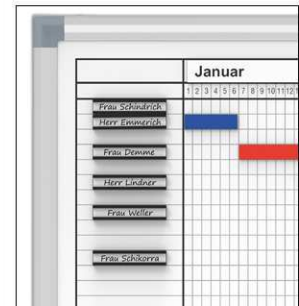 Januar
1 2 3 4 5 6 7 8 9 10 11 12
Frau Schindrich
Herr Emmerich
Frau Demme
Herr Lindner
Frau Weller
Frau Schikorra